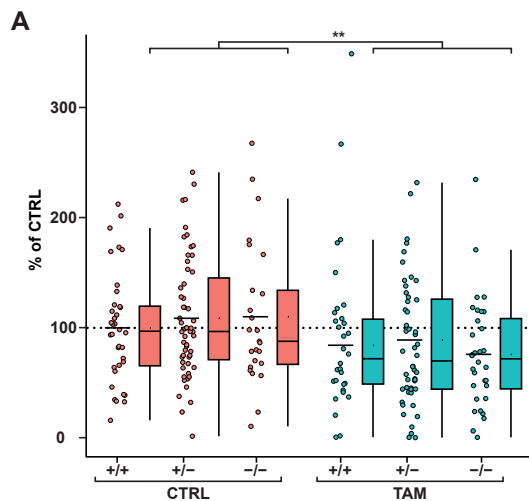 A
**
% of CTRL
300
200
100
0
+/+ +/− −/− +/+ +/− −/−
CTRL TAM